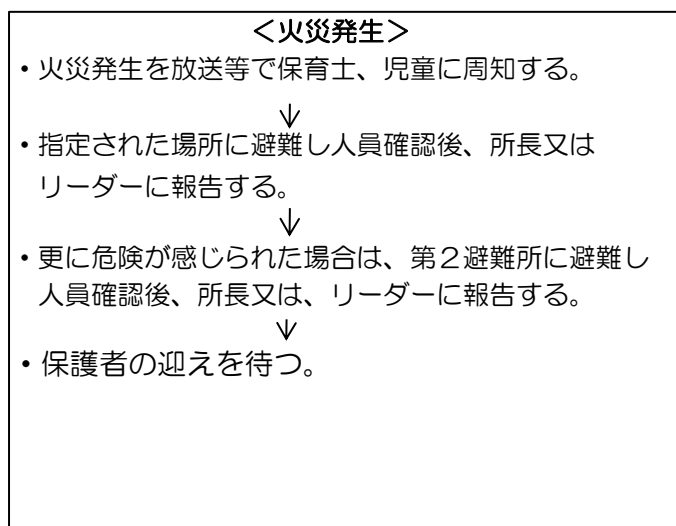 ＜火災発生＞
・火災発生を放送等で保育士、児童に周知する。
↓
・指定された場所に避難し人員確認後、所長又は
リーダーに報告する。
↓
・更に危険が感じられた場合は、第２避難所に避難し
人員確認後、所長又は、リーダーに報告する。
↓
・保護者の迎えを待つ。